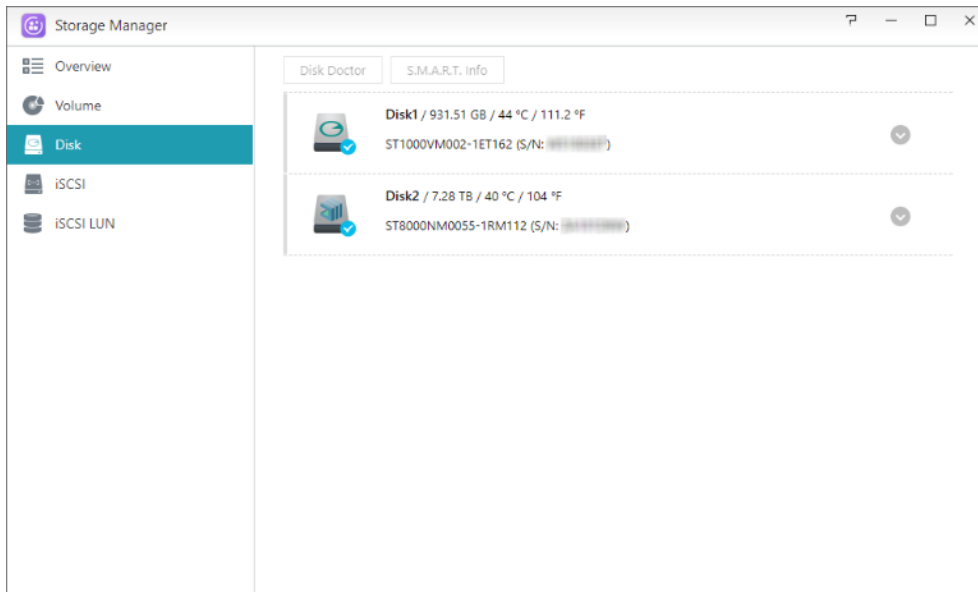 Storage Manager
Overview
Volume
Disk
iSCSI
iSCSI LUN
Disk Doctor
S.M.A.R.T. Info
Disk1 / 931.51 GB / 44 °C / 111.2 °F
ST1000VM002-1ET162 (S/N: )
Disk2 / 7.28 TB / 40 °C / 104 °F
ST8000NM0055-1RM112 (S/N: )